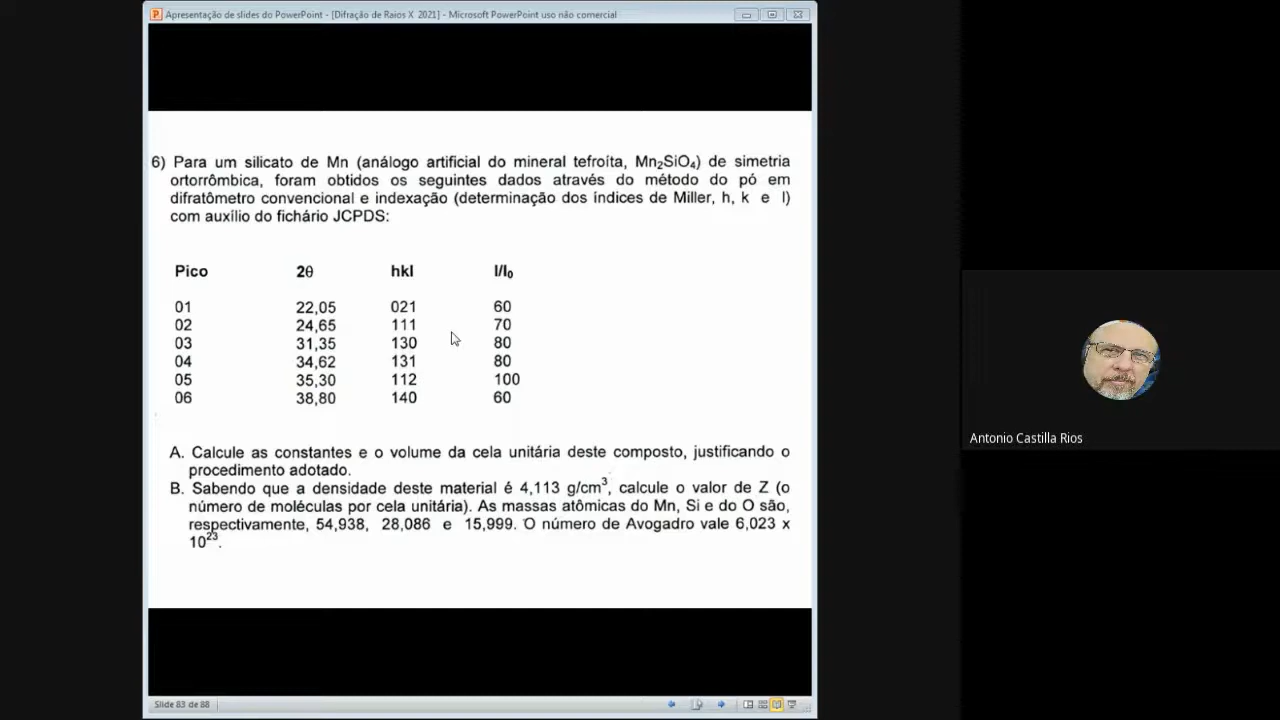 Apresentação de slides do PowerPoint - [Difração de Raios X 2021] - Microsoft PowerPoint uso não comercial
6) Para um silicato de Mn (análogo artificial do mineral tefroíta, Mn₂SiO₄) de simetria
ortorrômbica, foram obtidos os seguintes dados através do método do pó em
difratômetro convencional e indexação (determinação dos índices de Miller, h, k e l)
com auxílio do fichário JCPDS:
Pico 2θ hkl I/I₀
01 22,05 021 60
02 24,65 111 70
03 31,35 130 80
04 34,62 131 80
05 35,30 112 100
06 38,80 140 60
A. Calcule as constantes e o volume da cela unitária deste composto, justificando o
procedimento adotado.
B. Sabendo que a densidade deste material é 4,113 g/cm³, calcule o valor de Z (o
número de moléculas por cela unitária). As massas atômicas do Mn, Si e do O são,
respectivamente, 54,938, 28,086 e 15,999. O número de Avogadro vale 6,023 x
10²³.
Antonio Castilla Rios
Slide 83 de 88